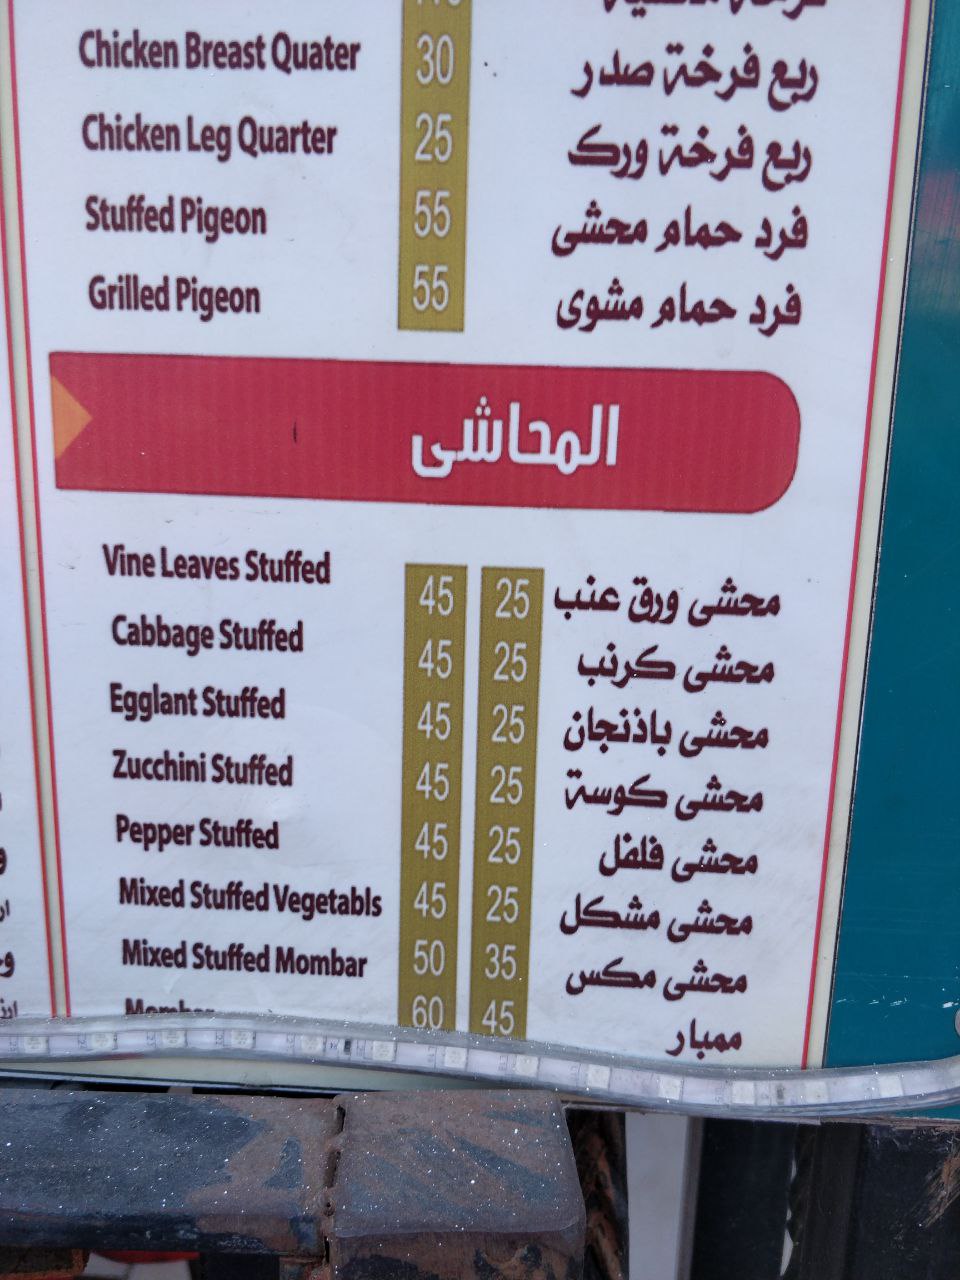 Chicken Breast Quater 30 ربع فرخة صدر
Chicken Leg Quarter 25 ربع فرخة ورك
Stuffed Pigeon 55 فرد حمام محشى
Grilled Pigeon 55 فرد حمام مشوى
المحاشى
Vine Leaves Stuffed 45 25 محشى ورق عنب
Cabbage Stuffed 45 25 محشى كرنب
Egglant Stuffed 45 25 محشى باذنجان
Zucchini Stuffed 45 25 محشى كوسة
Pepper Stuffed 45 25 محشى فلفل
Mixed Stuffed Vegetabls 45 25 محشى مشكل
Mixed Stuffed Mombar 50 35 محشى مكس
Mombar 60 45 ممبار